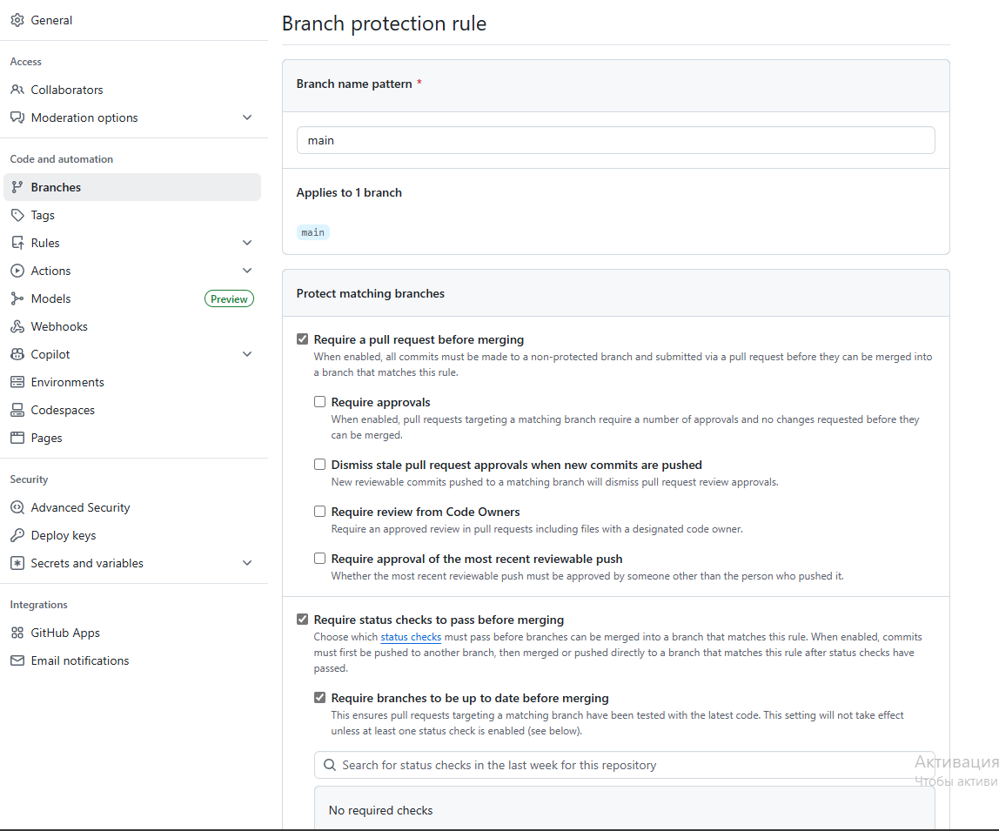 General
Access
Collaborators
Moderation options
Code and automation
Branches
Tags
Rules
Actions
Models
Preview
Webhooks
Copilot
Environments
Codespaces
Pages
Security
Advanced Security
Deploy keys
Secrets and variables
Integrations
GitHub Apps
Email notifications
Branch protection rule
Branch name pattern *
main
Applies to 1 branch
main
Protect matching branches
Require a pull request before merging
When enabled, all commits must be made to a non-protected branch and submitted via a pull request before they can be merged into
a branch that matches this rule.
Require approvals
When enabled, pull requests targeting a matching branch require a number of approvals and no changes requested before they
can be merged.
Dismiss stale pull request approvals when new commits are pushed
New reviewable commits pushed to a matching branch will dismiss pull request review approvals.
Require review from Code Owners
Require an approved review in pull requests including files with a designated code owner.
Require approval of the most recent reviewable push
Whether the most recent reviewable push must be approved by someone other than the person who pushed it.
Require status checks to pass before merging
Choose which status checks must pass before branches can be merged into a branch that matches this rule. When enabled, commits
must first be pushed to another branch, then merged or pushed directly to a branch that matches this rule after status checks have
passed.
Require branches to be up to date before merging
This ensures pull requests targeting a matching branch have been tested with the latest code. This setting will not take effect
unless at least one status check is enabled (see below).
Search for status checks in the last week for this repository
No required checks
Активация
Чтобы активи